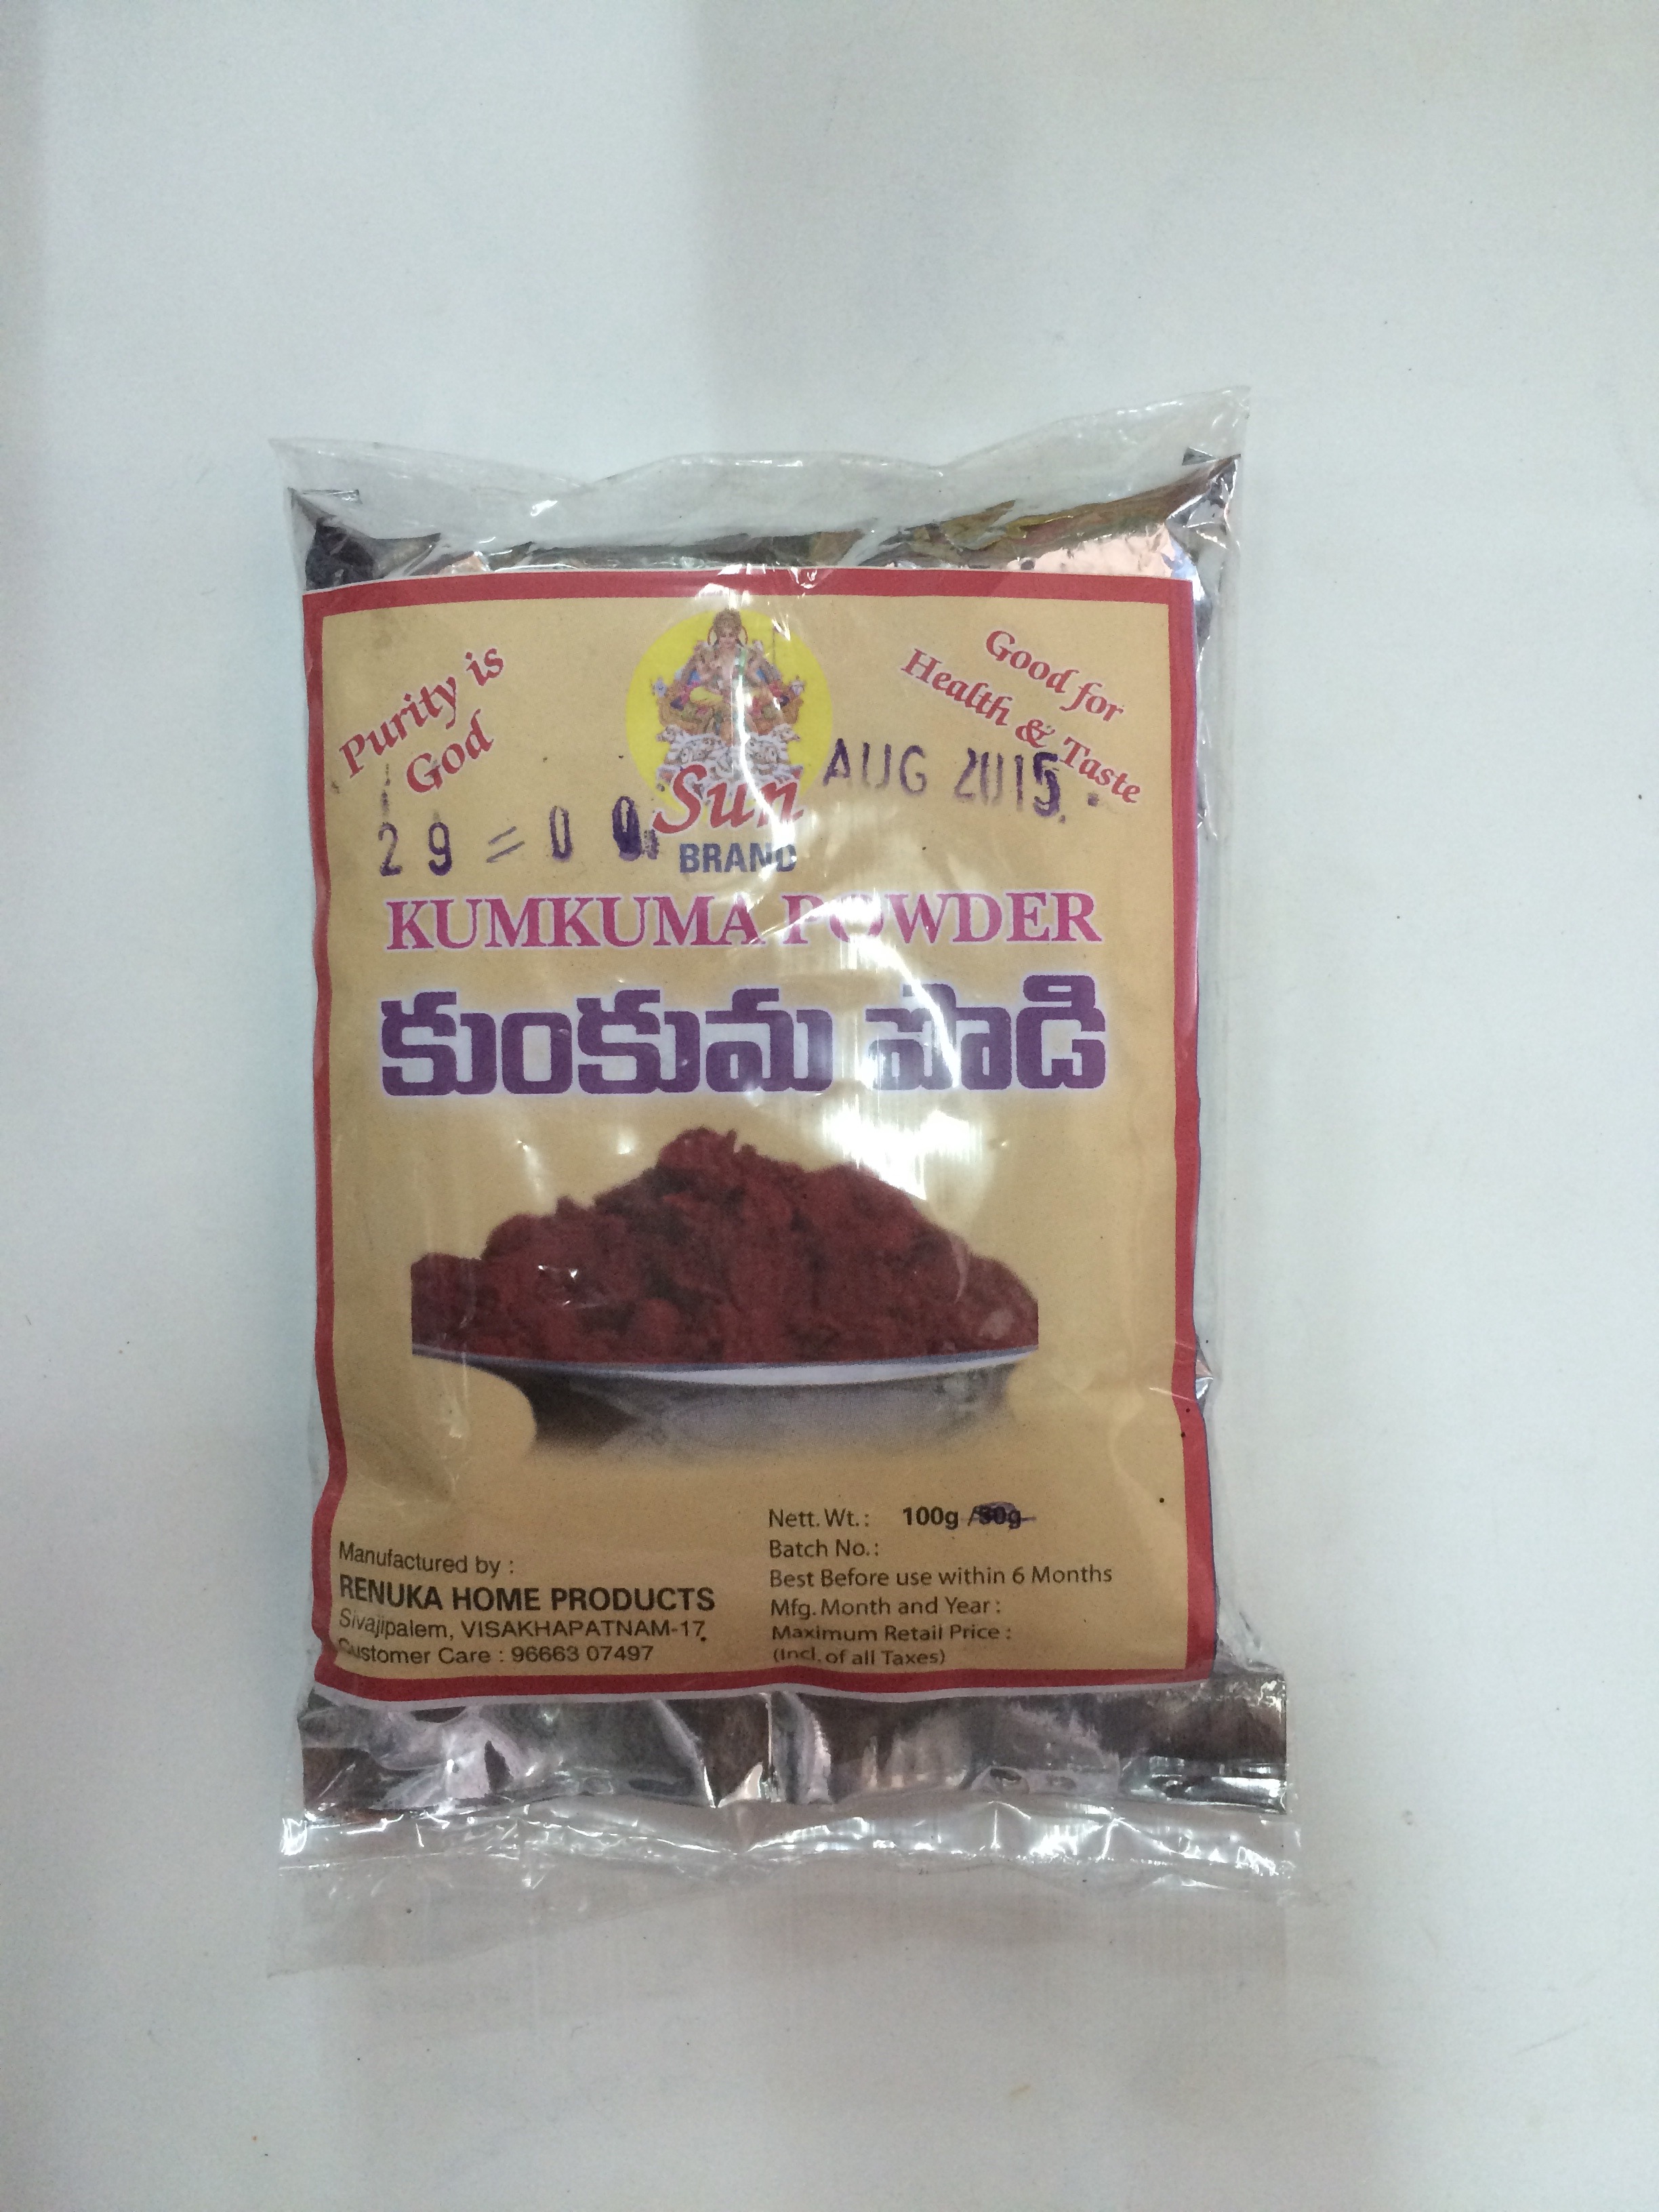 Purity is
God
Good for
Health & Taste
Sun
BRAND
AUG 2015
29=00
KUMKUMA POWDER
కుంకుమ పొడి
Manufactured by :
RENUKA HOME PRODUCTS
Sivajipalem, VISAKHAPATNAM-17.
Customer Care : 96663 07497
Nett. Wt. : 100g /50g
Batch No. :
Best Before use within 6 Months
Mfg. Month and Year :
Maximum Retail Price :
(Incl. of all Taxes)